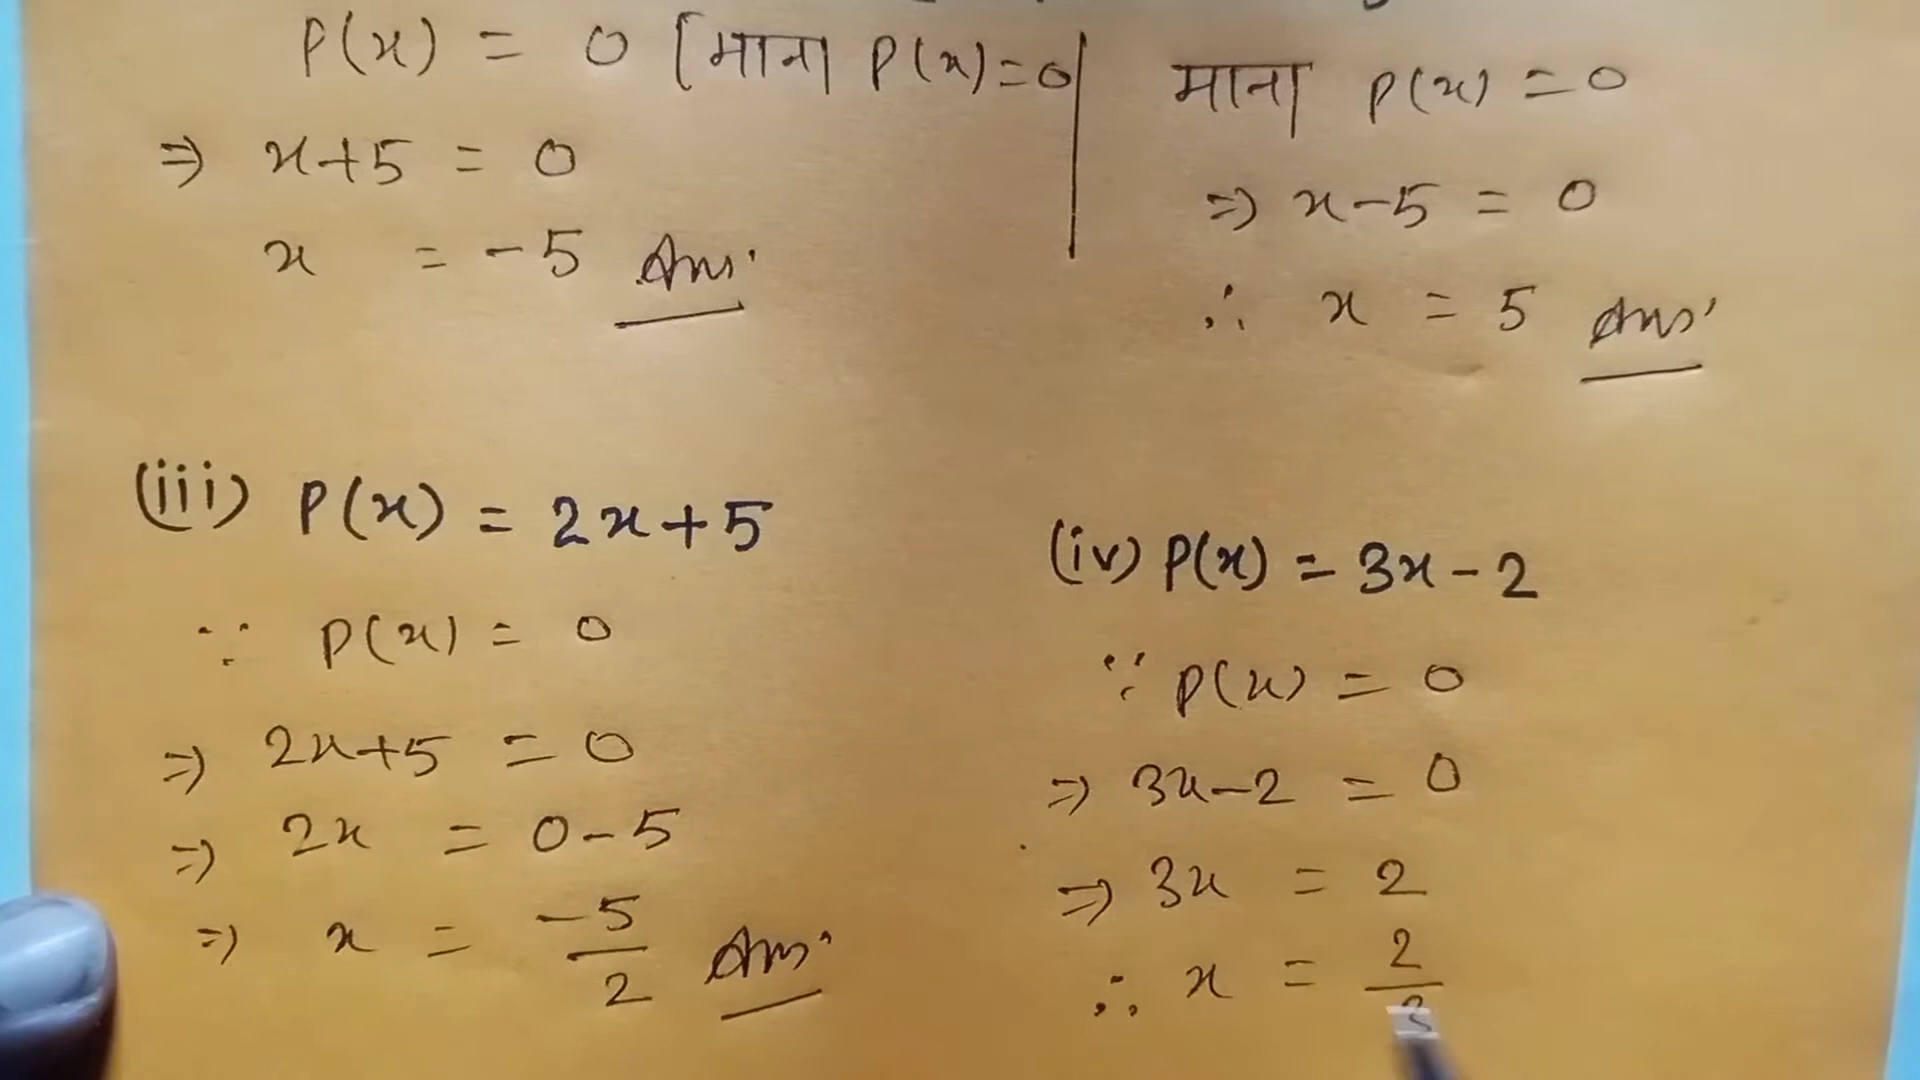 P(x) = 0 [माना P(x)=0
⇒ x+5 = 0
x = -5 Ans.
माना P(x) = 0
⇒ x-5 = 0
∴ x = 5 Ans'
(iii) P(x) = 2x+5
∵ P(x) = 0
⇒ 2x+5 = 0
⇒ 2x = 0-5
⇒ x = -5/2 Ans.
(iv) P(x) = 3x-2
∵ P(x) = 0
⇒ 3x-2 = 0
⇒ 3x = 2
∴ x = 2/3